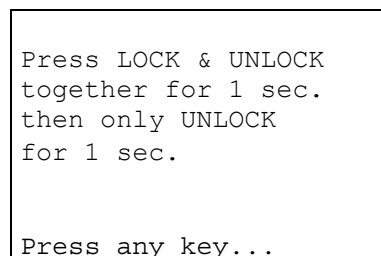 Press LOCK & UNLOCK
together for 1 sec.
then only UNLOCK
for 1 sec.
Press any key...